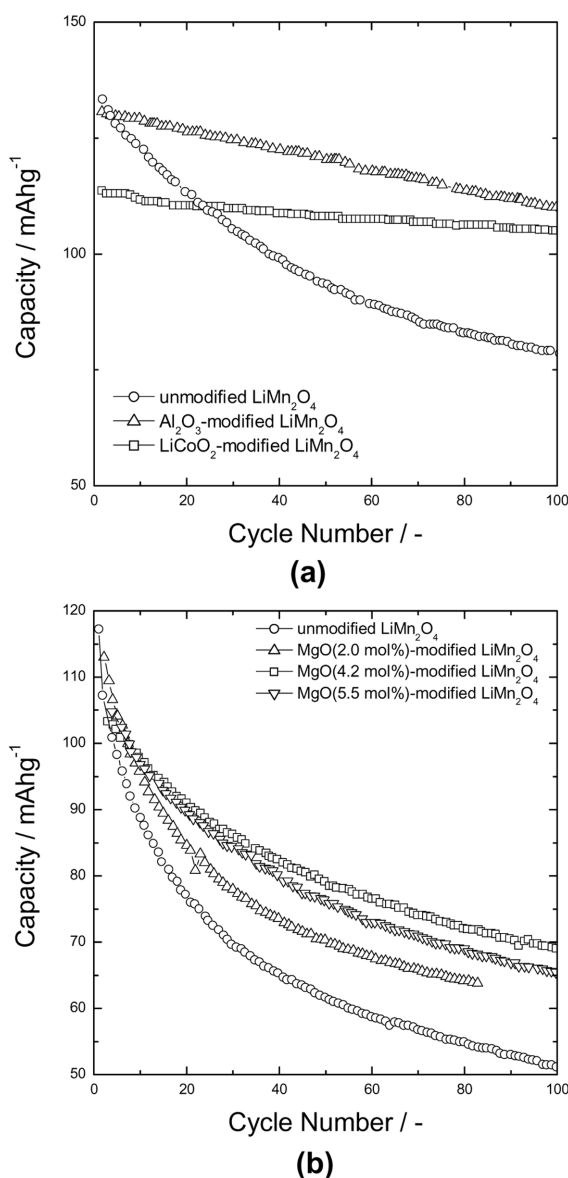 150
100
50
Capacity / mAhg⁻¹
unmodified LiMn₂O₄
Al₂O₃-modified LiMn₂O₄
LiCoO₂-modified LiMn₂O₄
0 20 40 60 80 100
Cycle Number / -
(a)
120
110
100
90
80
70
60
50
Capacity / mAhg⁻¹
unmodified LiMn₂O₄
MgO(2.0 mol%)-modified LiMn₂O₄
MgO(4.2 mol%)-modified LiMn₂O₄
MgO(5.5 mol%)-modified LiMn₂O₄
0 20 40 60 80 100
Cycle Number / -
(b)